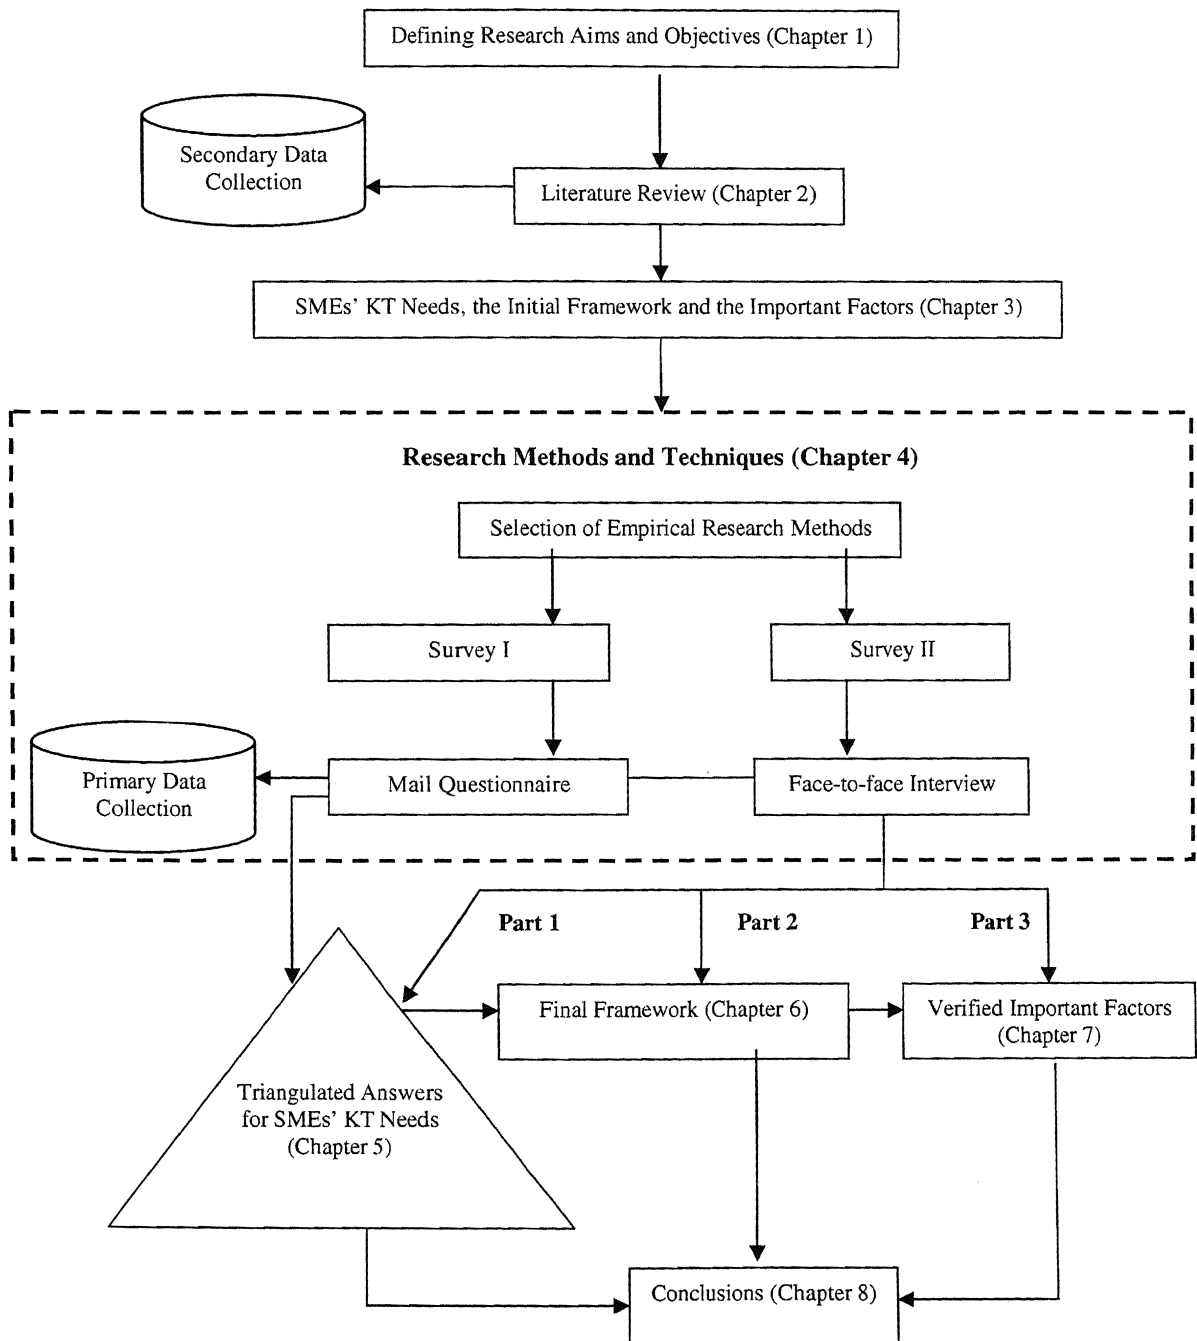 Defining Research Aims and Objectives (Chapter 1)
Secondary Data
Collection
Literature Review (Chapter 2)
SMEs' KT Needs, the Initial Framework and the Important Factors (Chapter 3)
Research Methods and Techniques (Chapter 4)
Selection of Empirical Research Methods
Survey I
Survey II
Primary Data
Collection
Mail Questionnaire
Face-to-face Interview
Part 1
Part 2
Part 3
Final Framework (Chapter 6)
Verified Important Factors
(Chapter 7)
Triangulated Answers
for SMEs' KT Needs
(Chapter 5)
Conclusions (Chapter 8)